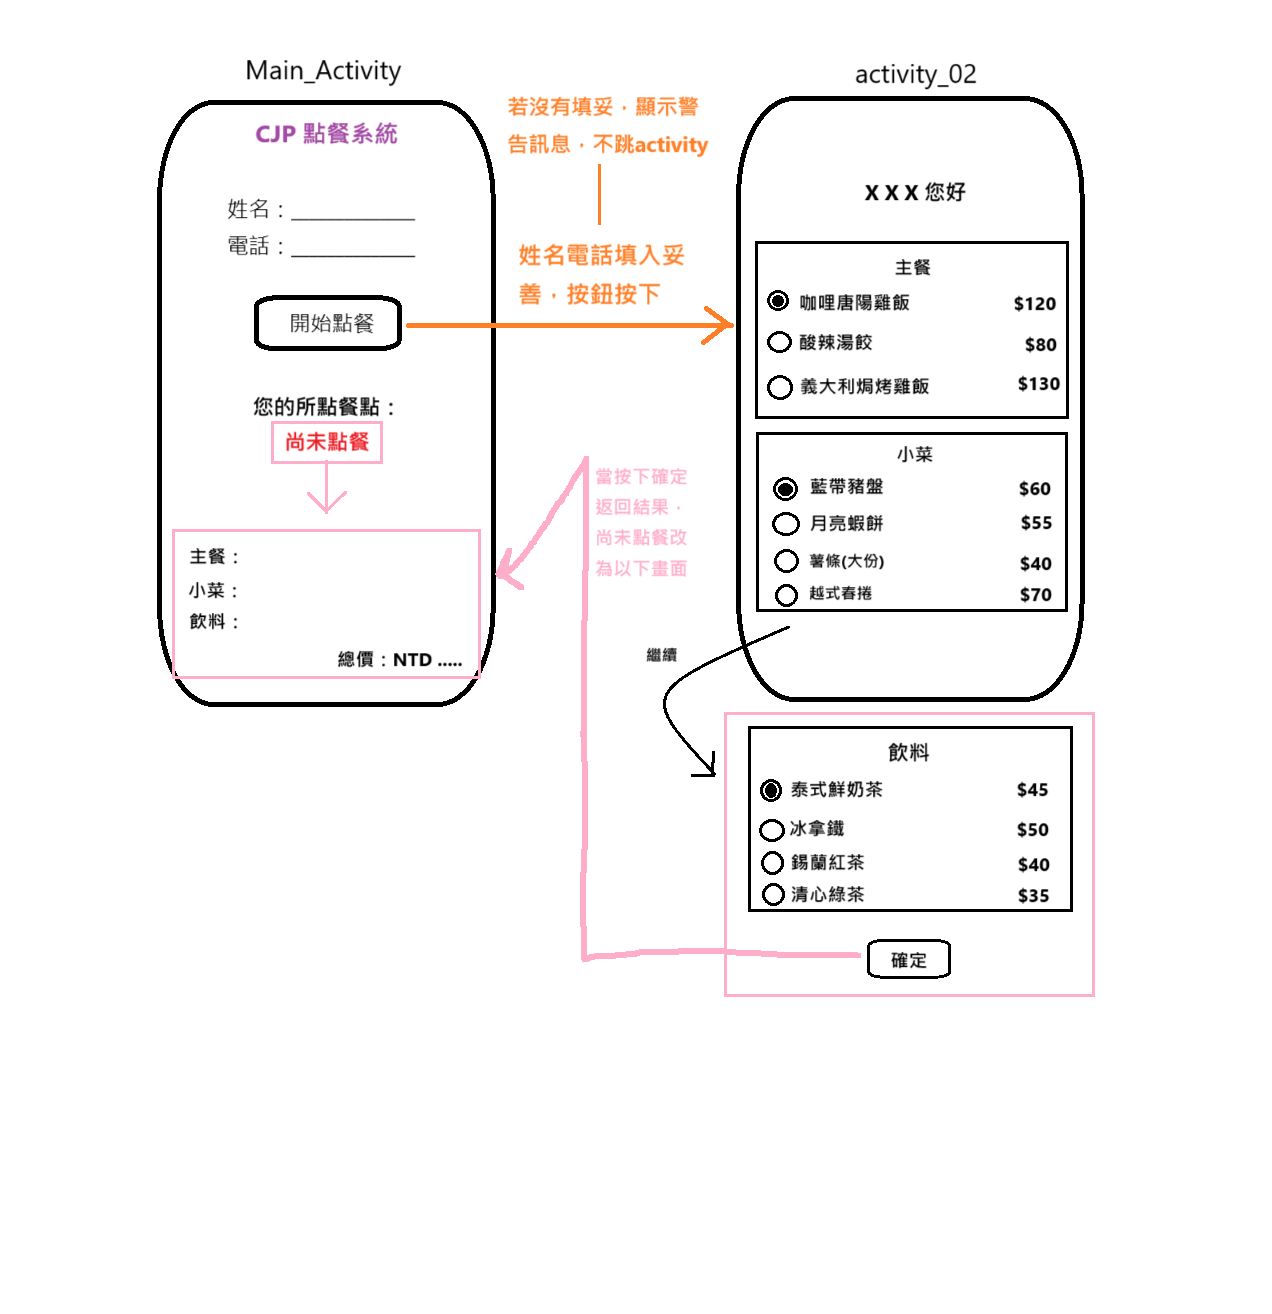 Main_Activity
CJP 點餐系統
姓名：____________
電話：____________
開始點餐
您的所點餐點：
尚未點餐
主餐：
小菜：
飲料：
總價：NTD .....
若沒有填妥，顯示警
告訊息，不跳activity
姓名電話填入妥
善，按鈕按下
當按下確定
返回結果，
尚未點餐改
為以下畫面
繼續
activity_02
X X X 您好
主餐
咖哩唐陽雞飯 $120
酸辣湯餃 $80
義大利焗烤雞飯 $130
小菜
藍帶豬盤 $60
月亮蝦餅 $55
薯條(大份) $40
越式春捲 $70
飲料
泰式鮮奶茶 $45
冰拿鐵 $50
錫蘭紅茶 $40
清心綠茶 $35
確定